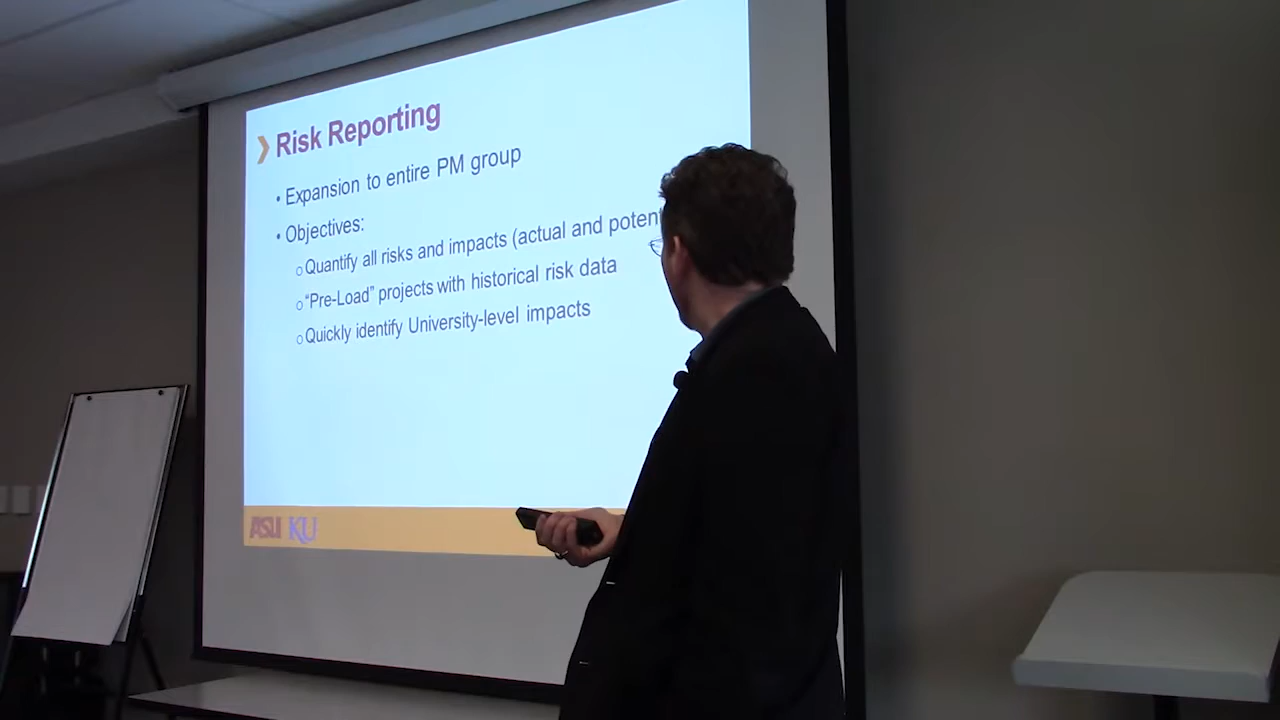 Risk Reporting
• Expansion to entire PM group
• Objectives:
o Quantify all risks and impacts (actual and poten
o "Pre-Load" projects with historical risk data
o Quickly identify University-level impacts
ASU KU